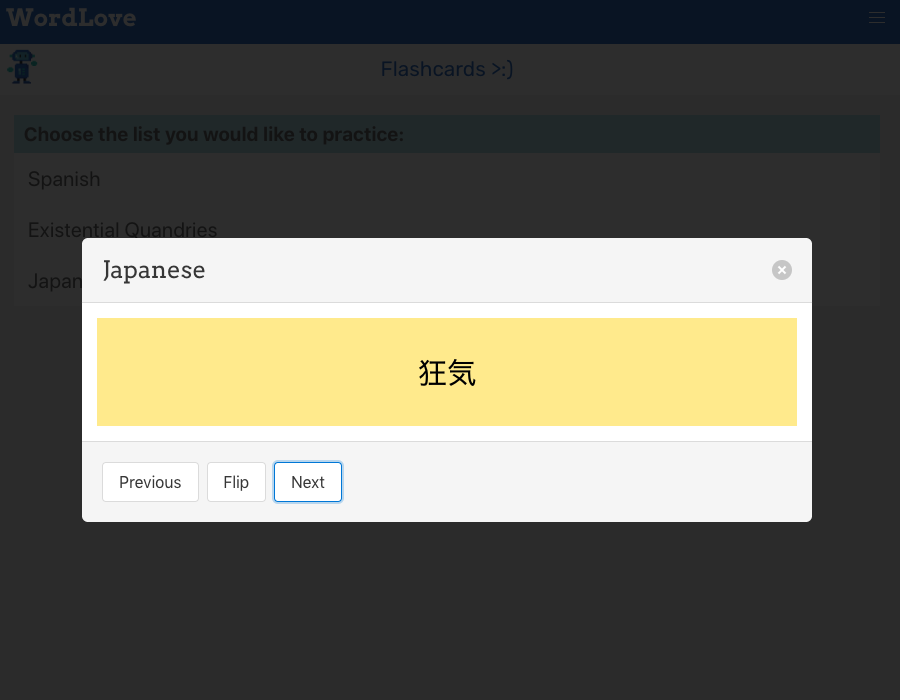 WordLove
Flashcards >:)
Choose the list you would like to practice:
Spanish
Existential Quandries
Japan
Japanese
狂気
Previous
Flip
Next